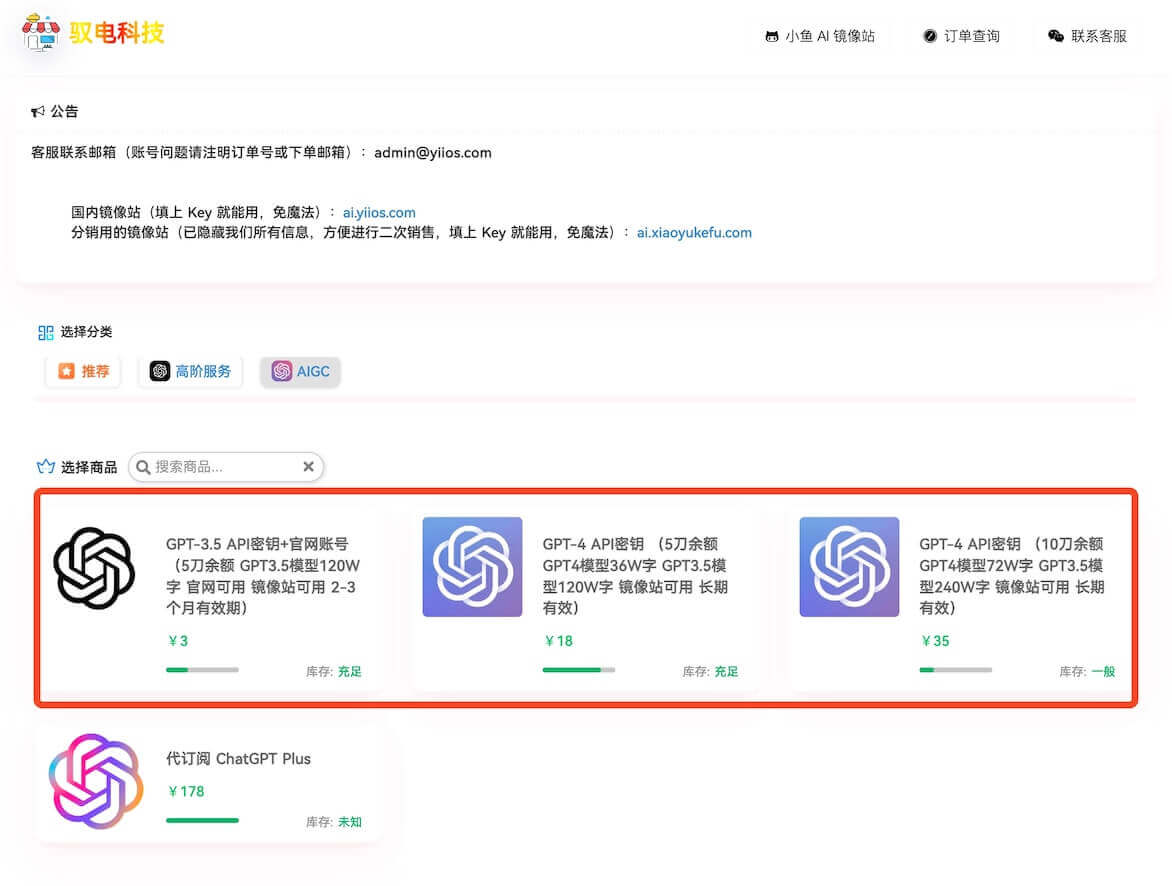 驭电科技
小鱼 AI 镜像站
订单查询
联系客服
公告
客服联系邮箱（账号问题请注明订单号或下单邮箱）：admin@yiios.com
国内镜像站（填上 Key 就能用，免魔法）：ai.yiios.com
分销用的镜像站（已隐藏我们所有信息，方便进行二次销售，填上 Key 就能用，免魔法）：ai.xiaoyukefu.com
选择分类
推荐
高阶服务
AIGC
选择商品
搜索商品...
GPT-3.5 API密钥+官网账号
（5刀余额 GPT3.5模型120W
字 官网可用 镜像站可用 2-3
个月有效期）
￥3
库存: 充足
GPT-4 API密钥 （5刀余额
GPT4模型36W字 GPT3.5模
型120W字 镜像站可用 长期
有效）
￥18
库存: 充足
GPT-4 API密钥 （10刀余额
GPT4模型72W字 GPT3.5模
型240W字 镜像站可用 长期
有效）
￥35
库存: 一般
代订阅 ChatGPT Plus
￥178
库存: 未知